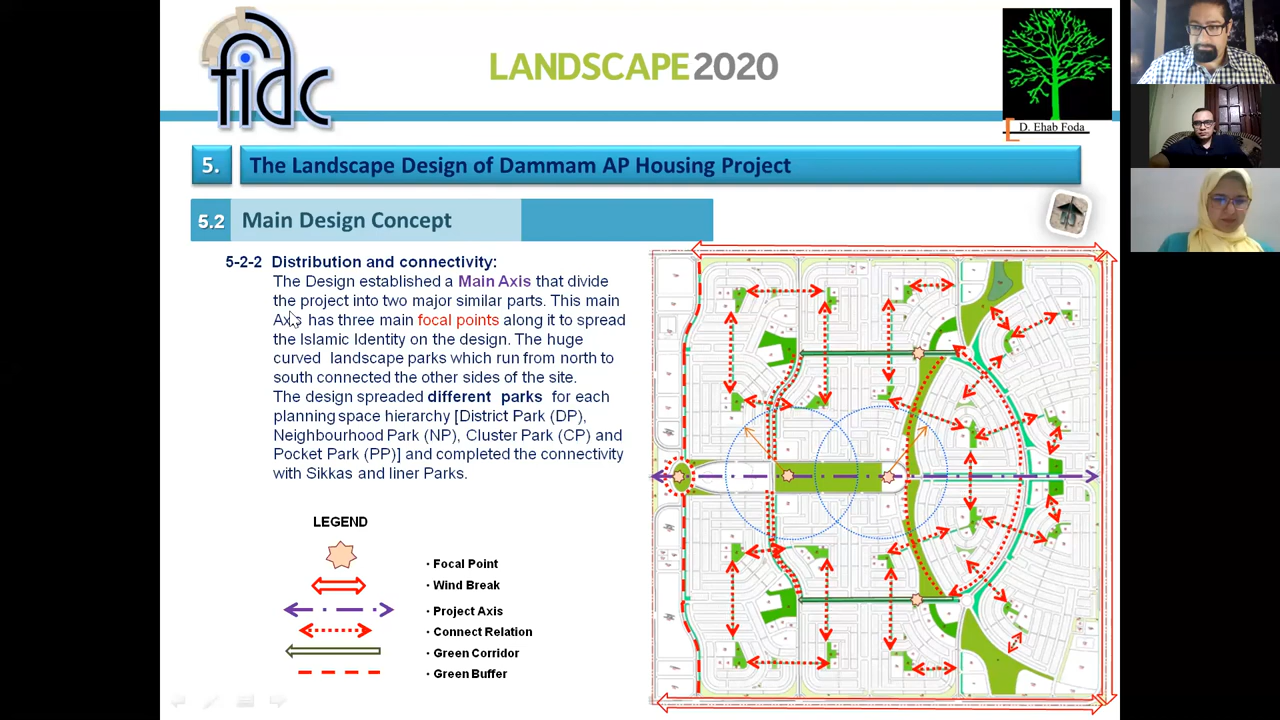 fidc
LANDSCAPE2020
D. Ehab Foda
5. The Landscape Design of Dammam AP Housing Project
5.2 Main Design Concept
5-2-2 Distribution and connectivity:
The Design established a Main Axis that divide
the project into two major similar parts. This main
Axis has three main focal points along it to spread
the Islamic Identity on the design. The huge
curved landscape parks which run from north to
south connected the other sides of the site.
The design spreaded different parks for each
planning space hierarchy [District Park (DP),
Neighbourhood Park (NP), Cluster Park (CP) and
Pocket Park (PP)] and completed the connectivity
with Sikkas and liner Parks.
LEGEND
· Focal Point
· Wind Break
· Project Axis
· Connect Relation
· Green Corridor
· Green Buffer